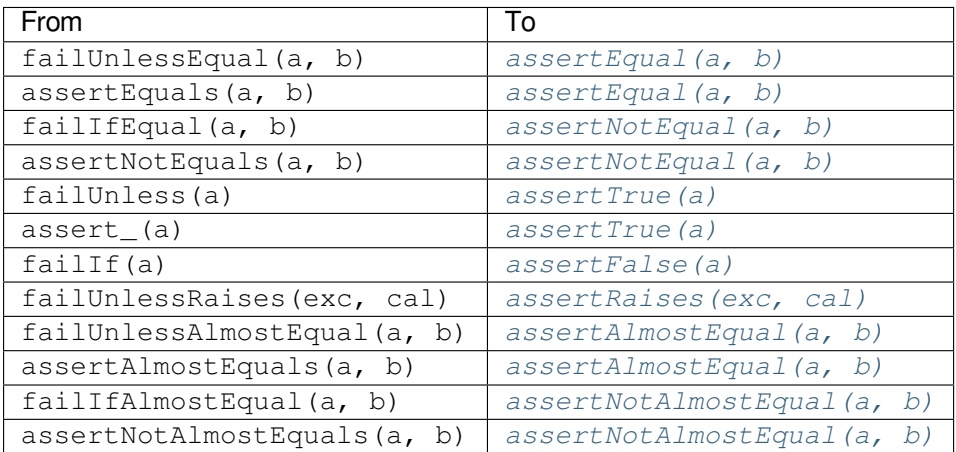 From To
failUnlessEqual(a, b) assertEqual(a, b)
assertEquals(a, b) assertEqual(a, b)
failIfEqual(a, b) assertNotEqual(a, b)
assertNotEquals(a, b) assertNotEqual(a, b)
failUnless(a) assertTrue(a)
assert_(a) assertTrue(a)
failIf(a) assertFalse(a)
failUnlessRaises(exc, cal) assertRaises(exc, cal)
failUnlessAlmostEqual(a, b) assertAlmostEqual(a, b)
assertAlmostEquals(a, b) assertAlmostEqual(a, b)
failIfAlmostEqual(a, b) assertNotAlmostEqual(a, b)
assertNotAlmostEquals(a, b) assertNotAlmostEqual(a, b)